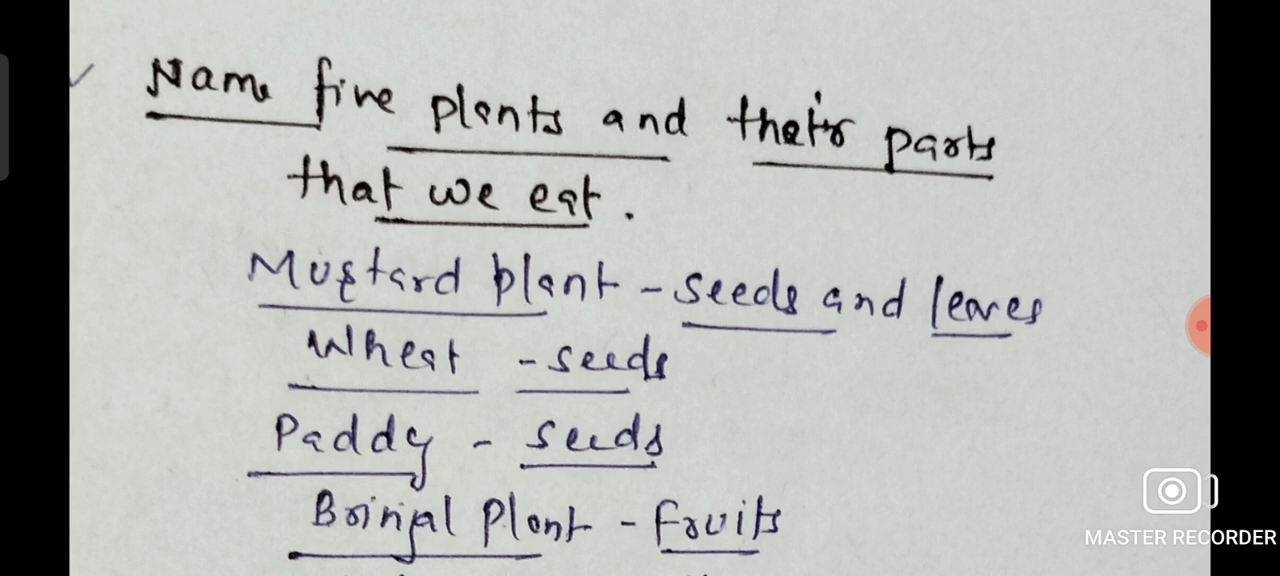 Name five plants and their parts
that we eat.
Mustard plant - seeds and leaves
Wheat - seeds
Paddy - seeds
Brinjal Plant - fruits
MASTER RECORDER